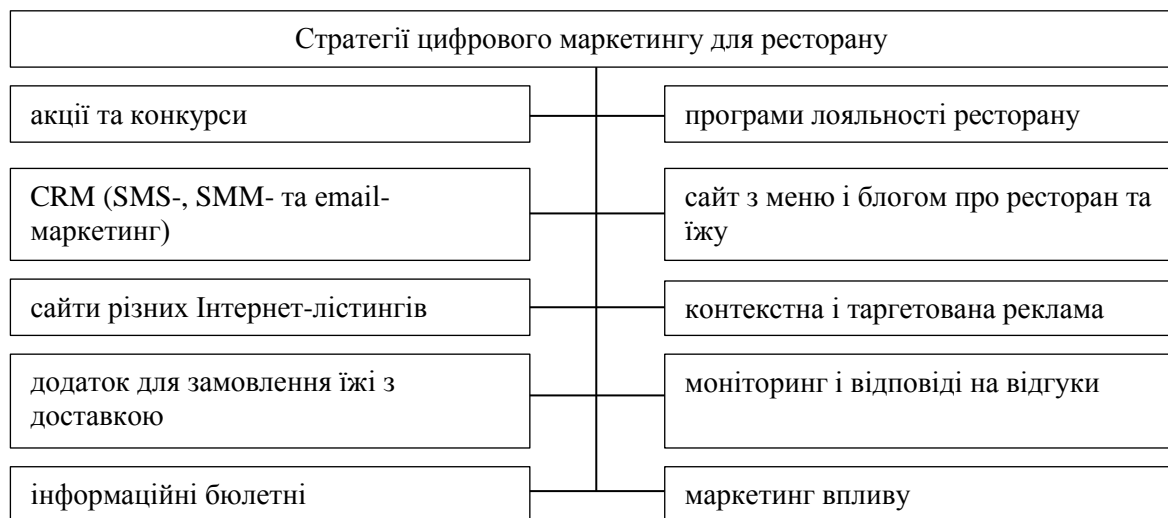 Стратегії цифрового маркетингу для ресторану
акції та конкурси
програми лояльності ресторану
CRM (SMS-, SMM- та email-
маркетинг)
сайт з меню і блогом про ресторан та
їжу
сайти різних Інтернет-лістингів
контекстна і таргетована реклама
додаток для замовлення їжі з
доставкою
моніторинг і відповіді на відгуки
інформаційні бюлетні
маркетинг впливу